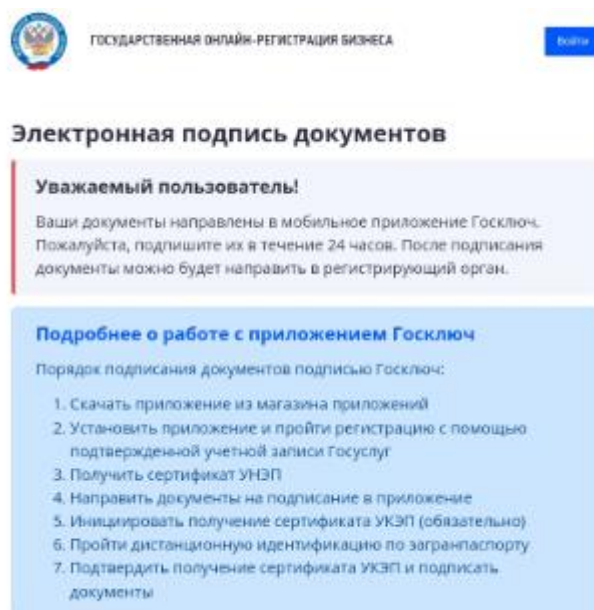 ГОСУДАРСТВЕННАЯ ОНЛАЙН-РЕГИСТРАЦИЯ БИЗНЕСА
Войти
Электронная подпись документов
Уважаемый пользователь!
Ваши документы направлены в мобильное приложение Госключ.
Пожалуйста, подпишите их в течение 24 часов. После подписания
документы можно будет направить в регистрирующий орган.
Подробнее о работе с приложением Госключ
Порядок подписания документов подписью Госключ:
1. Скачать приложение из магазина приложений
2. Установить приложение и пройти регистрацию с помощью
подтвержденной учетной записи Госуслуг
3. Получить сертификат УНЭП
4. Направить документы на подписание в приложение
5. Инициировать получение сертификата УКЭП (обязательно)
6. Пройти дистанционную идентификацию по загранпаспорту
7. Подтвердить получение сертификата УКЭП и подписать
документы